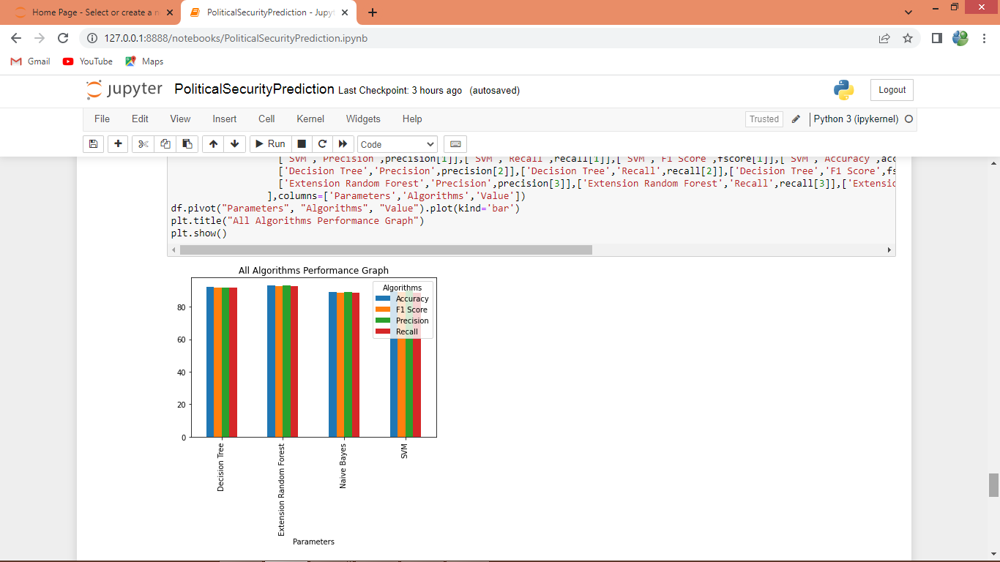 Home Page - Select or create a n
PoliticalSecurityPrediction - Jupyt
127.0.0.1:8888/notebooks/PoliticalSecurityPrediction.ipynb
Gmail YouTube Maps
jupyter PoliticalSecurityPrediction Last Checkpoint: 3 hours ago (autosaved)
Logout
File Edit View Insert Cell Kernel Widgets Help
Trusted Python 3 (ipykernel)
Run Code
['SVM','Precision',precision[1]],['SVM','Recall',recall[1]],['SVM','F1 Score',fscore[1]],['SVM','Accuracy',acc
['Decision Tree','Precision',precision[2]],['Decision Tree','Recall',recall[2]],['Decision Tree','F1 Score',fs
['Extension Random Forest','Precision',precision[3]],['Extension Random Forest','Recall',recall[3]],['Extensio
],columns=['Parameters','Algorithms','Value'])
df.pivot("Parameters", "Algorithms", "Value").plot(kind='bar')
plt.title("All Algorithms Performance Graph")
plt.show()
All Algorithms Performance Graph
Algorithms
Accuracy
F1 Score
Precision
Recall
80
60
40
20
0
Decision Tree
Extension Random Forest
Naive Bayes
SVM
Parameters